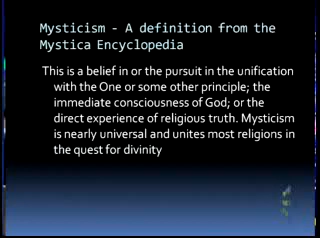 Mysticism - A definition from the
Mystica Encyclopedia
This is a belief in or the pursuit in the unification
with the One or some other principle; the
immediate consciousness of God; or the
direct experience of religious truth. Mysticism
is nearly universal and unites most religions in
the quest for divinity